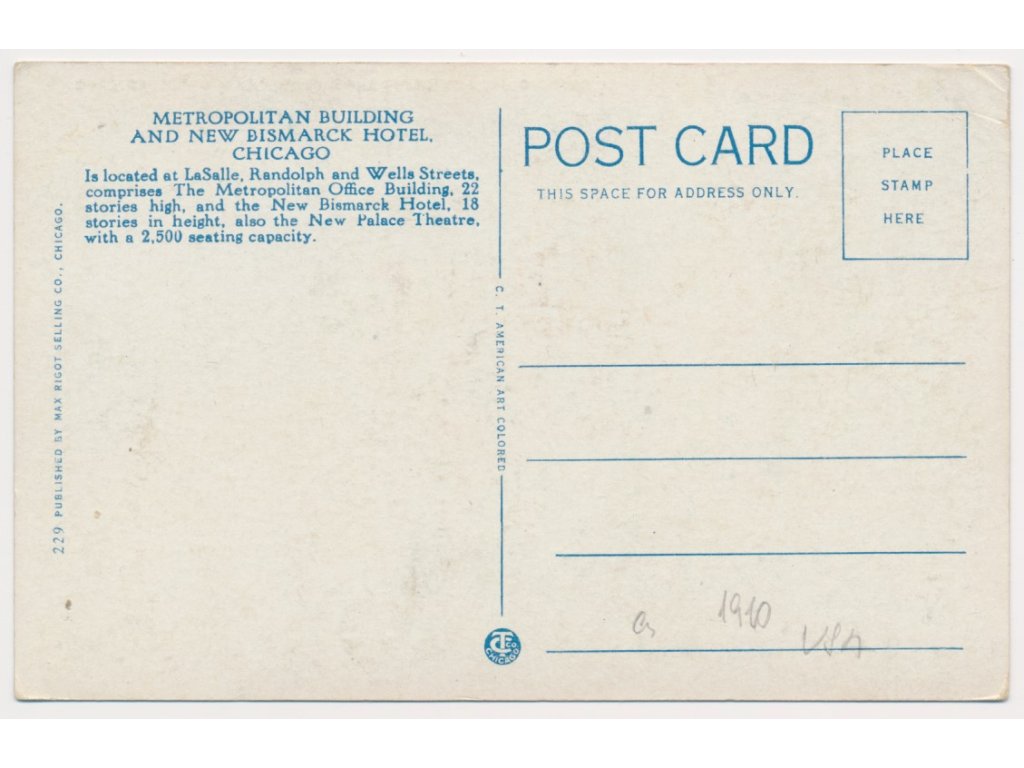 METROPOLITAN BUILDING
AND NEW BISMARCK HOTEL,
CHICAGO
Is located at LaSalle, Randolph and Wells Streets,
comprises The Metropolitan Office Building, 22
stories high, and the New Bismarck Hotel, 18
stories in height, also the New Palace Theatre,
with a 2,500 seating capacity.
229 PUBLISHED BY MAX RIGOT SELLING CO., CHICAGO.
C. T. AMERICAN ART COLORED
POST CARD
THIS SPACE FOR ADDRESS ONLY.
PLACE
STAMP
HERE
1910
USA
CT CO.
CHICAGO